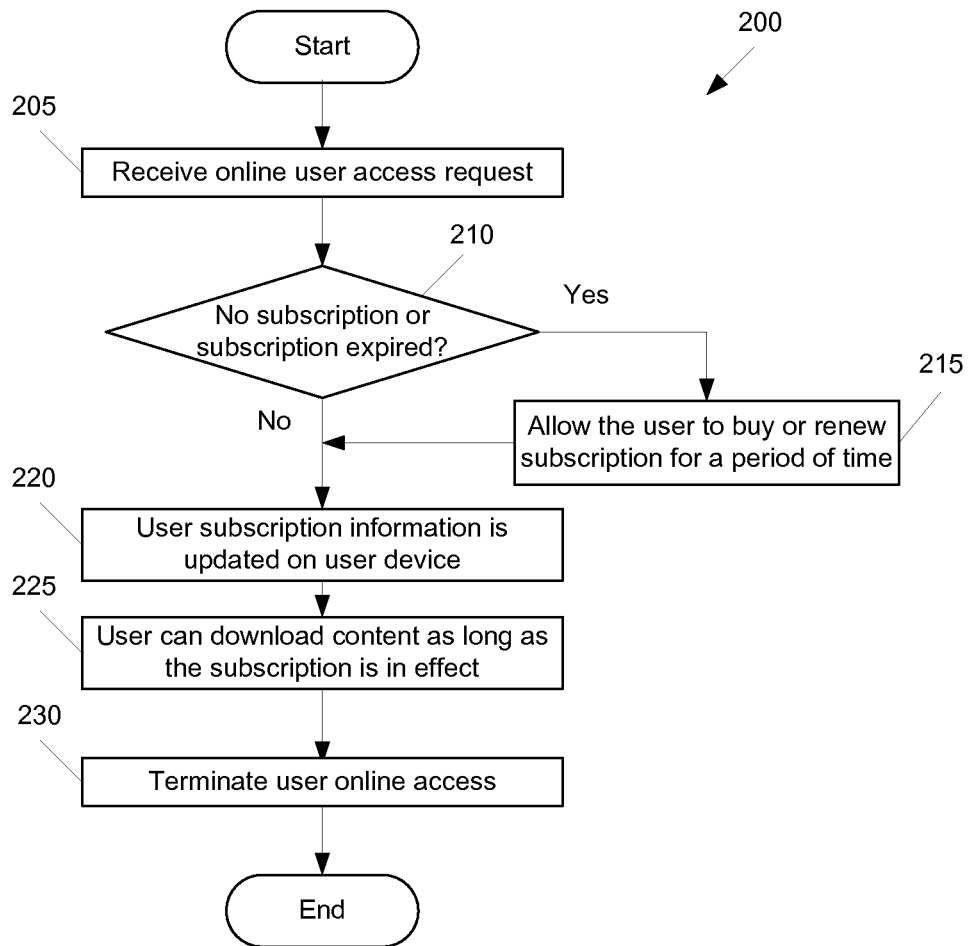 Start
200
205
Receive online user access request
210
No subscription or
subscription expired?
Yes
215
No
Allow the user to buy or renew
subscription for a period of time
220
User subscription information is
updated on user device
225
User can download content as long as
the subscription is in effect
230
Terminate user online access
End